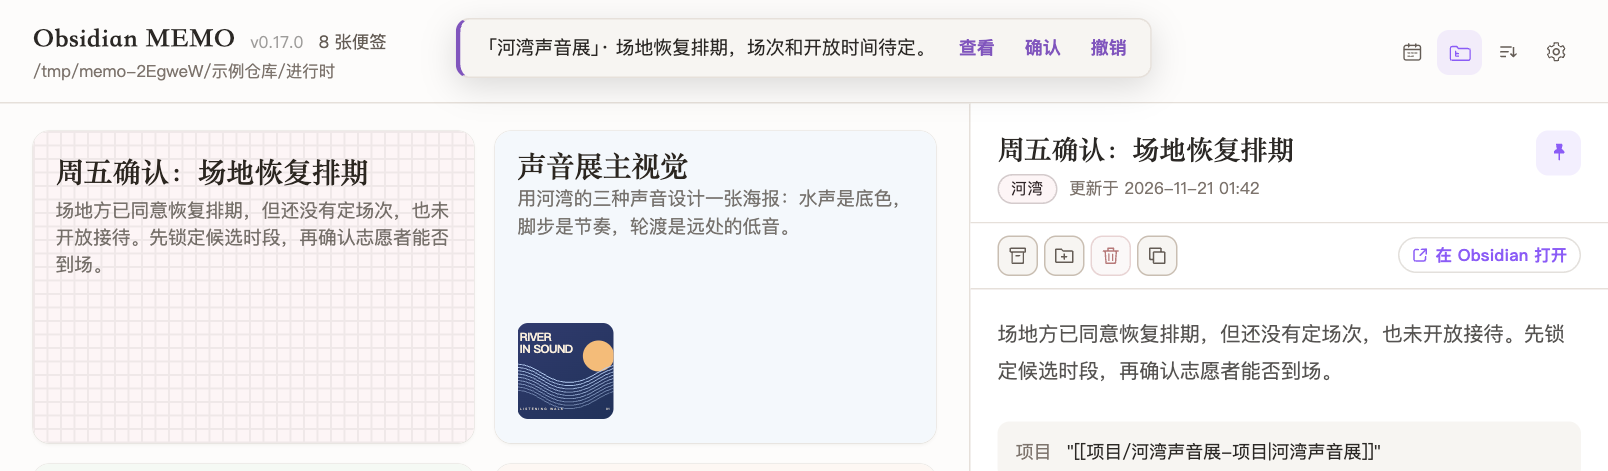 Obsidian MEMO v0.17.0 8 张便签
/tmp/memo-2EgweW/示例仓库/进行时
「河湾声音展」· 场地恢复排期，场次和开放时间待定。 查看 确认 撤销
周五确认：场地恢复排期
场地方已同意恢复排期，但还没有定场次，也未
开放接待。先锁定候选时段，再确认志愿者能否
到场。
声音展主视觉
用河湾的三种声音设计一张海报：水声是底色，
脚步是节奏，轮渡是远处的低音。
RIVER
IN SOUND
LISTENING WALK
周五确认：场地恢复排期
河湾 更新于 2026-11-21 01:42
在 Obsidian 打开
场地方已同意恢复排期，但还没有定场次，也未开放接待。先锁
定候选时段，再确认志愿者能否到场。
项目 "[[项目/河湾声音展-项目|河湾声音展]]"